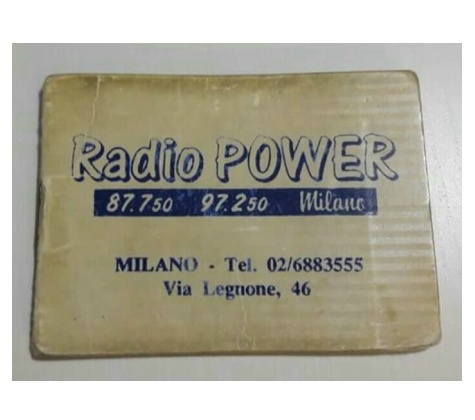 Radio POWER
87.750 97.250 Milano
MILANO - Tel. 02/6883555
Via Legnone, 46